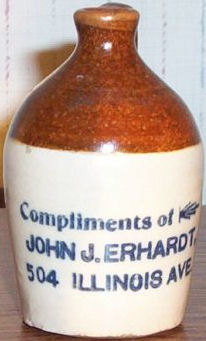 Compliments of
JOHN J. ERHARDT,
504 ILLINOIS AVE